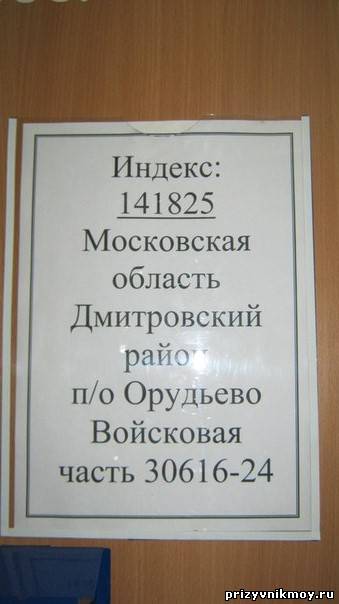 Индекс:
141825
Московская
область
Дмитровский
район
п/о Орудьево
Войсковая
часть 30616-24
prizyvnikmoy.ru